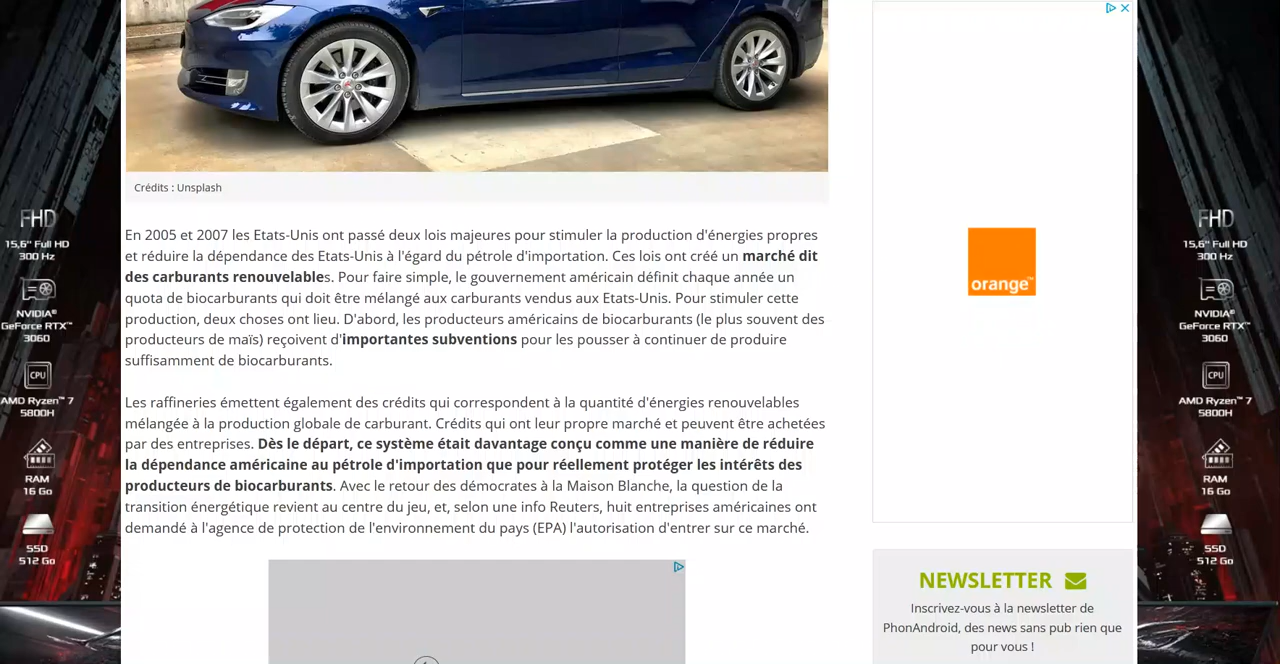 Crédits : Unsplash
En 2005 et 2007 les Etats-Unis ont passé deux lois majeures pour stimuler la production d'énergies propres
et réduire la dépendance des Etats-Unis à l'égard du pétrole d'importation. Ces lois ont créé un marché dit
des carburants renouvelables. Pour faire simple, le gouvernement américain définit chaque année un
quota de biocarburants qui doit être mélangé aux carburants vendus aux Etats-Unis. Pour stimuler cette
production, deux choses ont lieu. D'abord, les producteurs américains de biocarburants (le plus souvent des
producteurs de maïs) reçoivent d'importantes subventions pour les pousser à continuer de produire
suffisamment de biocarburants.
Les raffineries émettent également des crédits qui correspondent à la quantité d'énergies renouvelables
mélangée à la production globale de carburant. Crédits qui ont leur propre marché et peuvent être achetées
par des entreprises. Dès le départ, ce système était davantage conçu comme une manière de réduire
la dépendance américaine au pétrole d'importation que pour réellement protéger les intérêts des
producteurs de biocarburants. Avec le retour des démocrates à la Maison Blanche, la question de la
transition énergétique revient au centre du jeu, et, selon une info Reuters, huit entreprises américaines ont
demandé à l'agence de protection de l'environnement du pays (EPA) l'autorisation d'entrer sur ce marché.
orange™
NEWSLETTER
Inscrivez-vous à la newsletter de
PhonAndroid, des news sans pub rien que
pour vous !
FHD
15,6" Full HD
300 Hz
NVIDIA®
GeForce RTX™
3060
CPU
AMD Ryzen™ 7
5800H
RAM
16 Go
SSD
512 Go
FHD
15,6" Full HD
300 Hz
NVIDIA®
GeForce RTX™
3060
CPU
AMD Ryzen™ 7
5800H
RAM
16 Go
SSD
512 Go